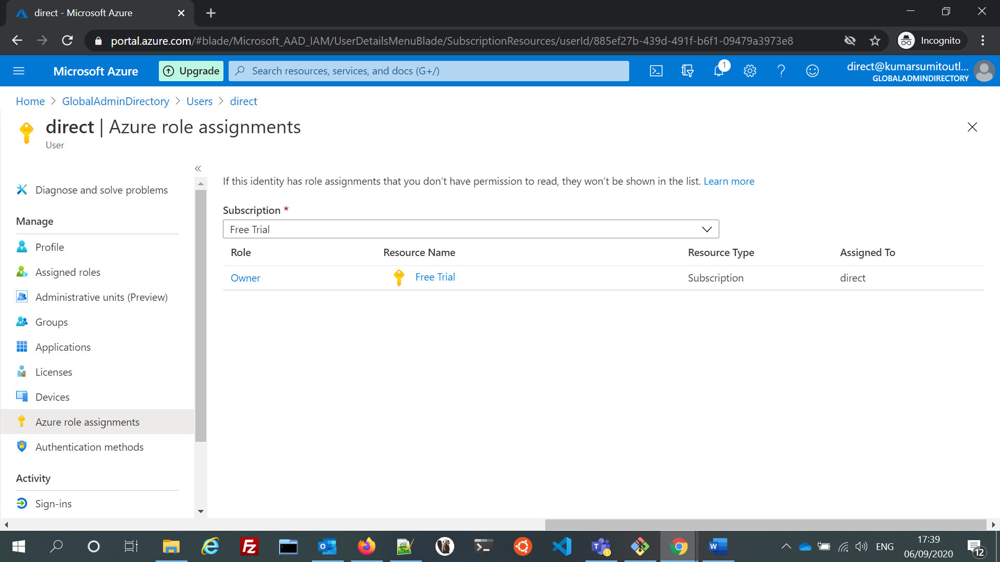 direct - Microsoft Azure
portal.azure.com/#blade/Microsoft_AAD_IAM/UserDetailsMenuBlade/SubscriptionResources/userId/885ef27b-439d-491f-b6f1-09479a3973e8
Incognito
Microsoft Azure
Upgrade
Search resources, services, and docs (G+/)
1
direct@kumarsumitoutl...
GLOBALADMINDIRECTORY
Home > GlobalAdminDirectory > Users > direct
direct | Azure role assignments
User
Diagnose and solve problems
Manage
Profile
Assigned roles
Administrative units (Preview)
Groups
Applications
Licenses
Devices
Azure role assignments
Authentication methods
Activity
Sign-ins
If this identity has role assignments that you don't have permission to read, they won't be shown in the list. Learn more
Subscription *
Free Trial
Role Resource Name Resource Type Assigned To
Owner Free Trial Subscription direct
ENG
17:39
06/09/2020
12